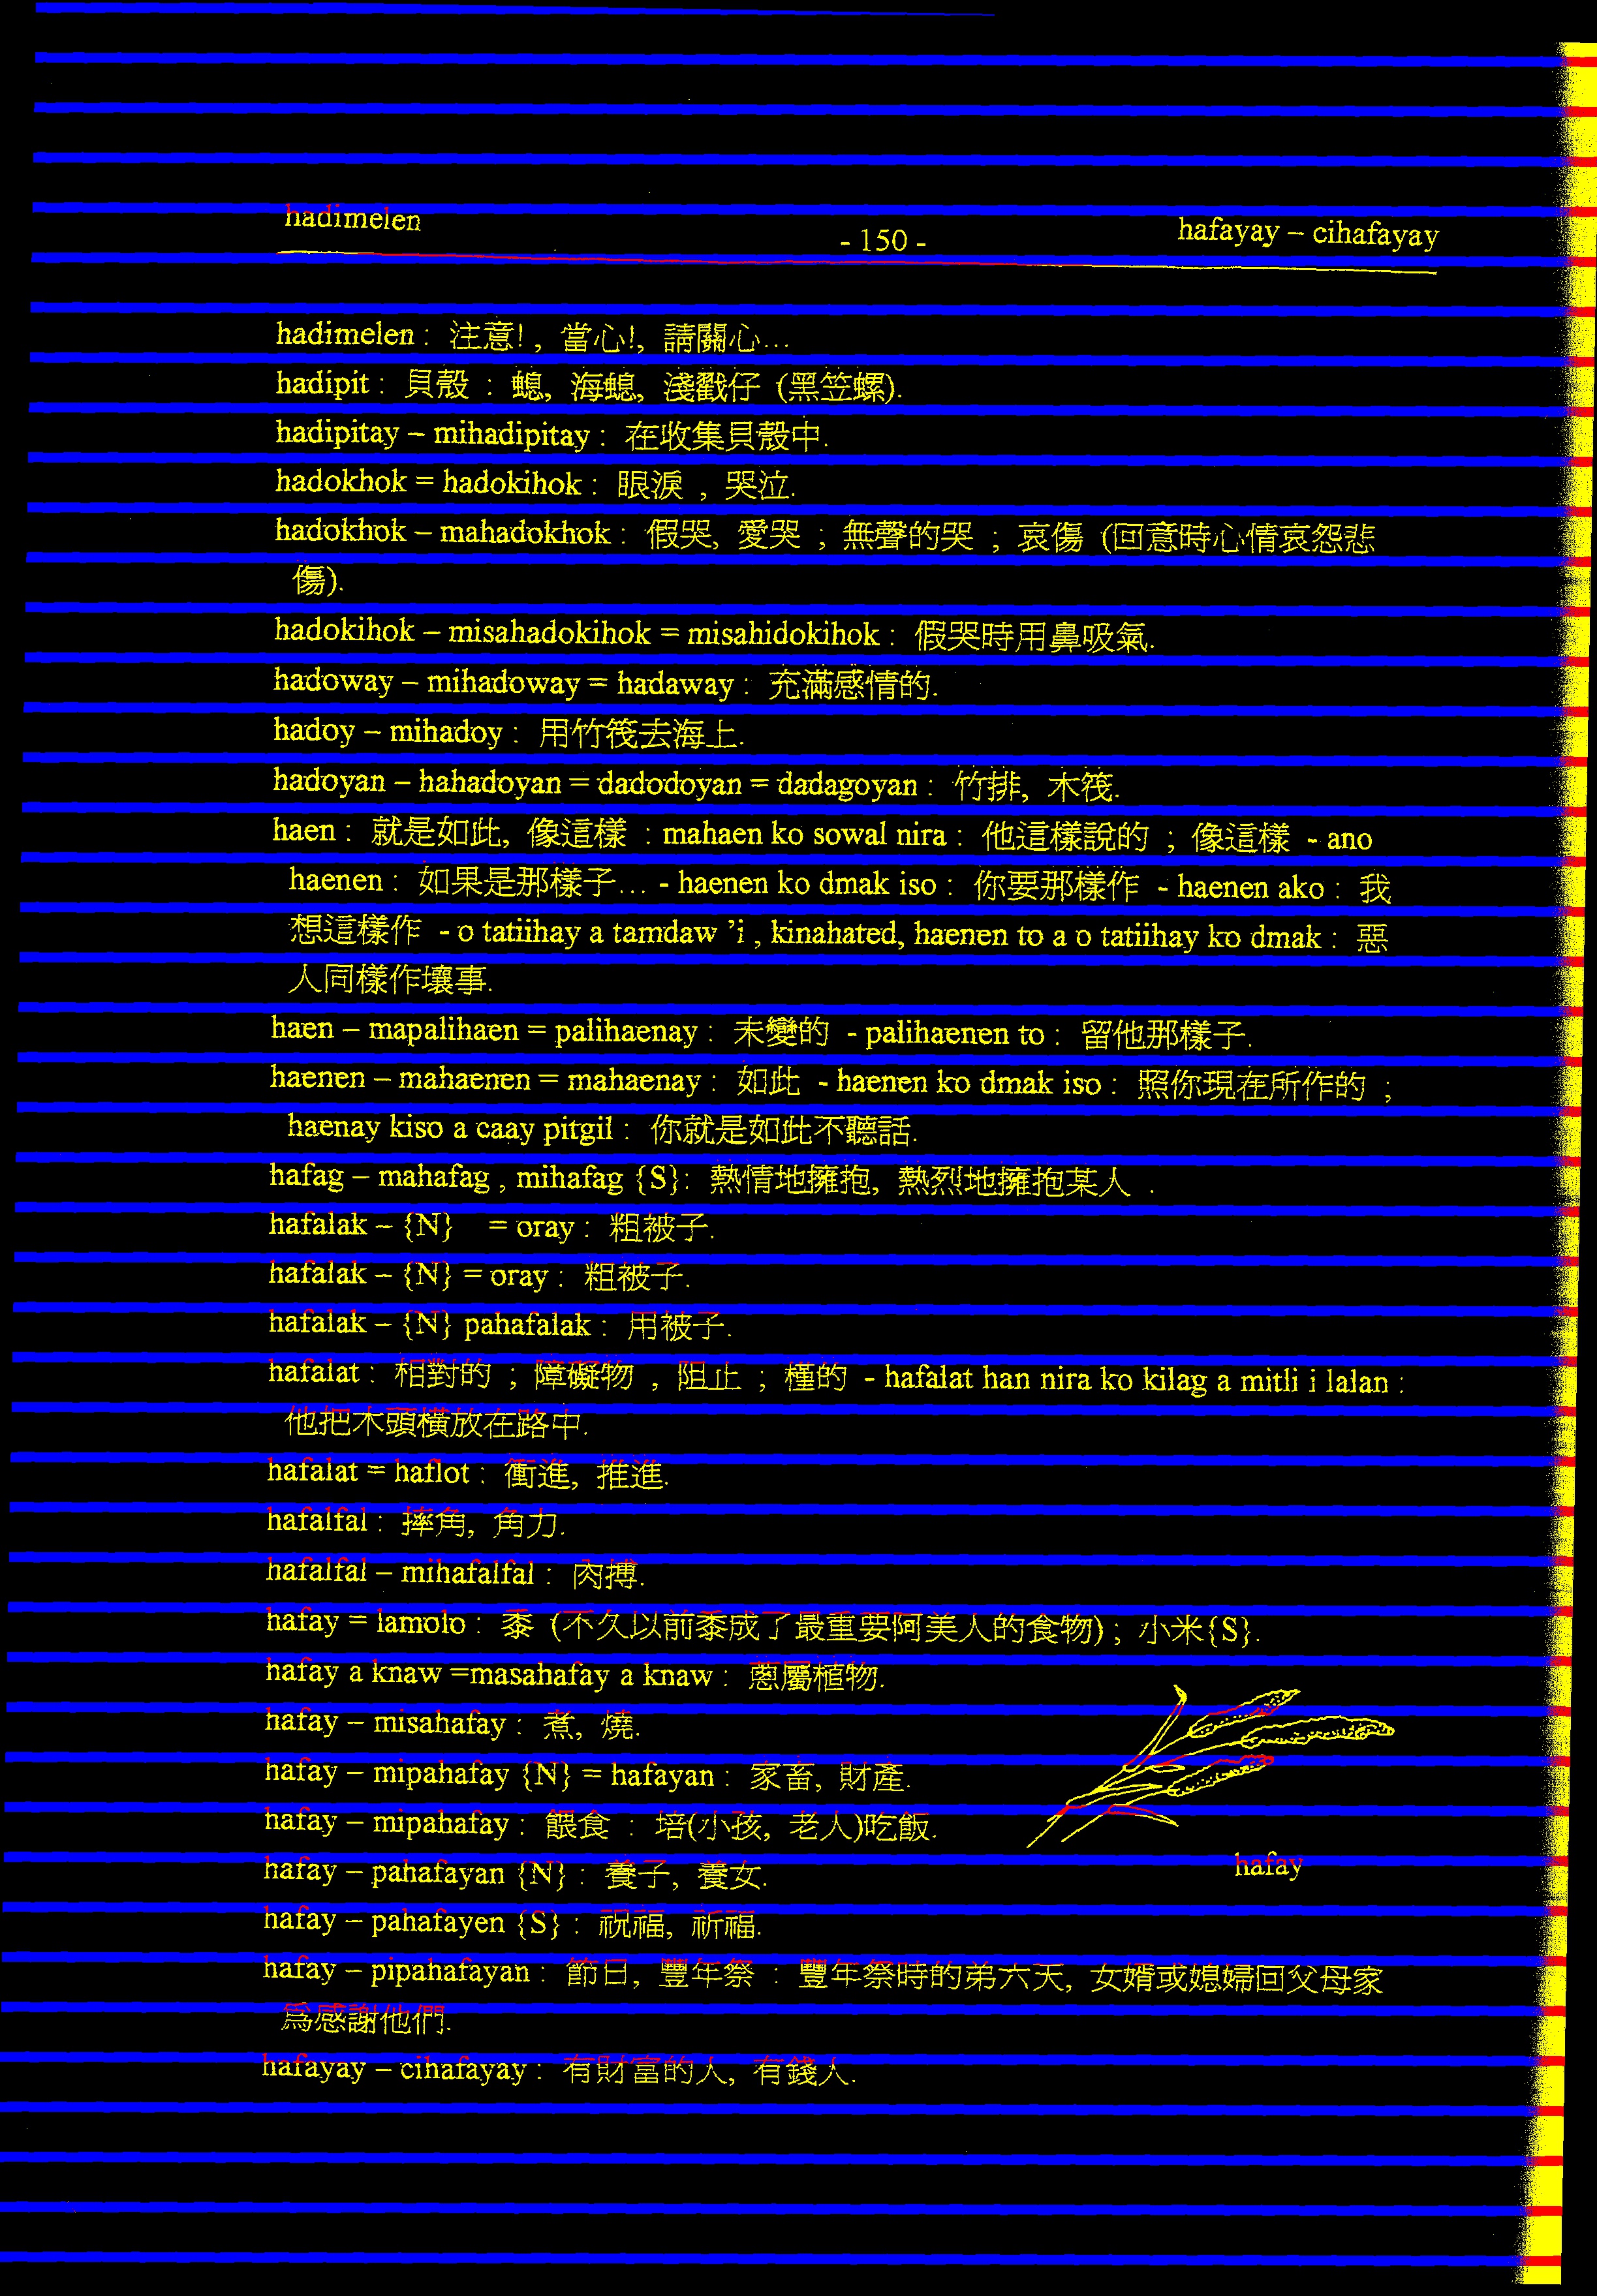 hadimelen
- 150 -
hafayay – cihafayay
hadimelen : 注意! , 當心!, 請關心...
hadipit : 貝殼 : 螅, 海螅, 淺戳仔 (黑笠螺).
hadipitay – mihadipitay : 在收集貝殼中.
hadokhok = hadokihok : 眼淚 , 哭泣.
hadokhok – mahadokhok : 假哭, 愛哭 ; 無聲的哭 ; 哀傷 (回意時心情哀怨悲
傷).
hadokihok – misahadokihok = misahidokihok : 假哭時用鼻吸氣.
hadoway – mihadoway = hadaway : 充滿感情的.
hadoy – mihadoy : 用竹筏去海上.
hadoyan – hahadoyan = dadodoyan = dadagoyan : 竹排, 木筏.
haen : 就是如此, 像這樣 : mahaen ko sowal nira : 他這樣說的 ; 像這樣 - ano
haenen : 如果是那樣子... - haenen ko dmak iso : 你要那樣作 - haenen ako : 我
想這樣作 - o tatiihay a tamdaw 'i , kinahated, haenen to a o tatiihay ko dmak : 惡
人同樣作壞事.
haen – mapalihaen = palihaenay : 未變的 - palihaenen to : 留他那樣子.
haenen – mahaenen = mahaenay : 如此 - haenen ko dmak iso : 照你現在所作的 ;
haenay kiso a caay pitgil : 你就是如此不聽話.
hafag – mahafag , mihafag {S}: 熱情地擁抱, 熱烈地擁抱某人 .
hafalak – {N} = oray : 粗被子.
hafalak – {N} = oray : 粗被子.
hafalak – {N} pahafalak : 用被子.
hafalat : 相對的 ; 障礙物 , 阻止 ; 槿的 - hafalat han nira ko kilag a mitli i lalan :
他把木頭橫放在路中.
hafalat = haflot : 衝進, 推進.
hafalfal : 摔角, 角力.
hafalfal – mihafalfal : 肉搏.
hafay = lamolo : 黍 (不久以前黍成了最重要阿美人的食物) ; 小米{S}.
hafay a knaw =masahafay a knaw : 蔥屬植物.
hafay – misahafay : 煮, 燒.
hafay – mipahafay {N} = hafayan : 家畜, 財產.
hafay – mipahafay : 餵食 : 培(小孩, 老人)吃飯.
hafay – pahafayan {N} : 養子, 養女.
hafay
hafay – pahafayen {S} : 祝福, 祈福.
hafay – pipahafayan : 節日, 豐年祭 : 豐年祭時的弟六天, 女婿或媳婦回父母家
爲感謝他們.
hafayay – cihafayay : 有財富的人, 有錢人.